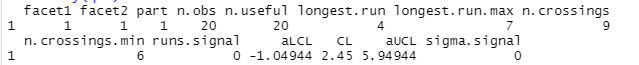 facet1 facet2 part n.obs n.useful longest.run longest.run.max n.crossings
1 1 1 1 20 20 4 7 9
n.crossings.min runs.signal aLCL CL aUCL sigma.signal
1 6 0 -1.04944 2.45 5.94944 0